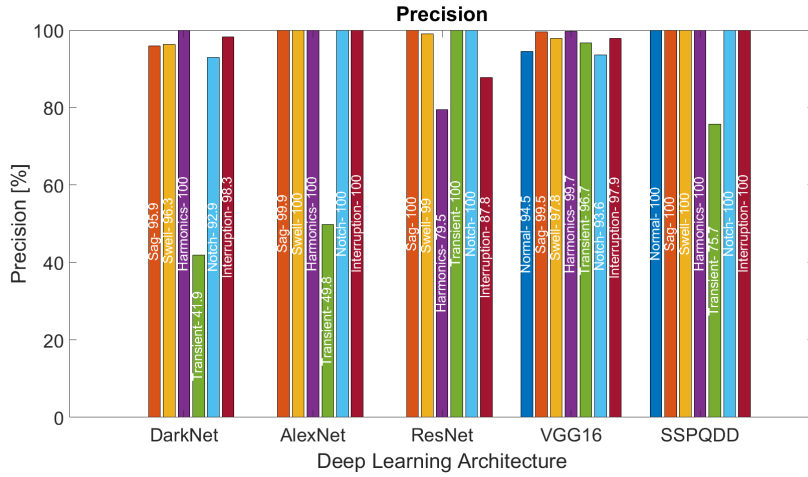 Precision
Precision [%]
100
80
60
40
20
0
Sag- 95.9
Swell- 96.3
Harmonics- 100
Transient- 41.9
Notch- 92.9
Interruption- 98.3
Sag- 99.9
Swell- 100
Harmonics- 100
Transient- 49.8
Notch- 100
Interruption- 100
Sag- 100
Swell- 99
Harmonics- 79.5
Transient- 100
Notch- 100
Interruption- 87.8
Normal- 94.5
Sag- 99.5
Swell- 97.8
Harmonics- 99.7
Transient- 96.7
Notch- 93.6
Interruption- 97.9
Normal- 100
Sag- 100
Swell- 100
Harmonics- 100
Transient- 75.7
Notch- 100
Interruption- 100
DarkNet
AlexNet
ResNet
VGG16
SSPQDD
Deep Learning Architecture